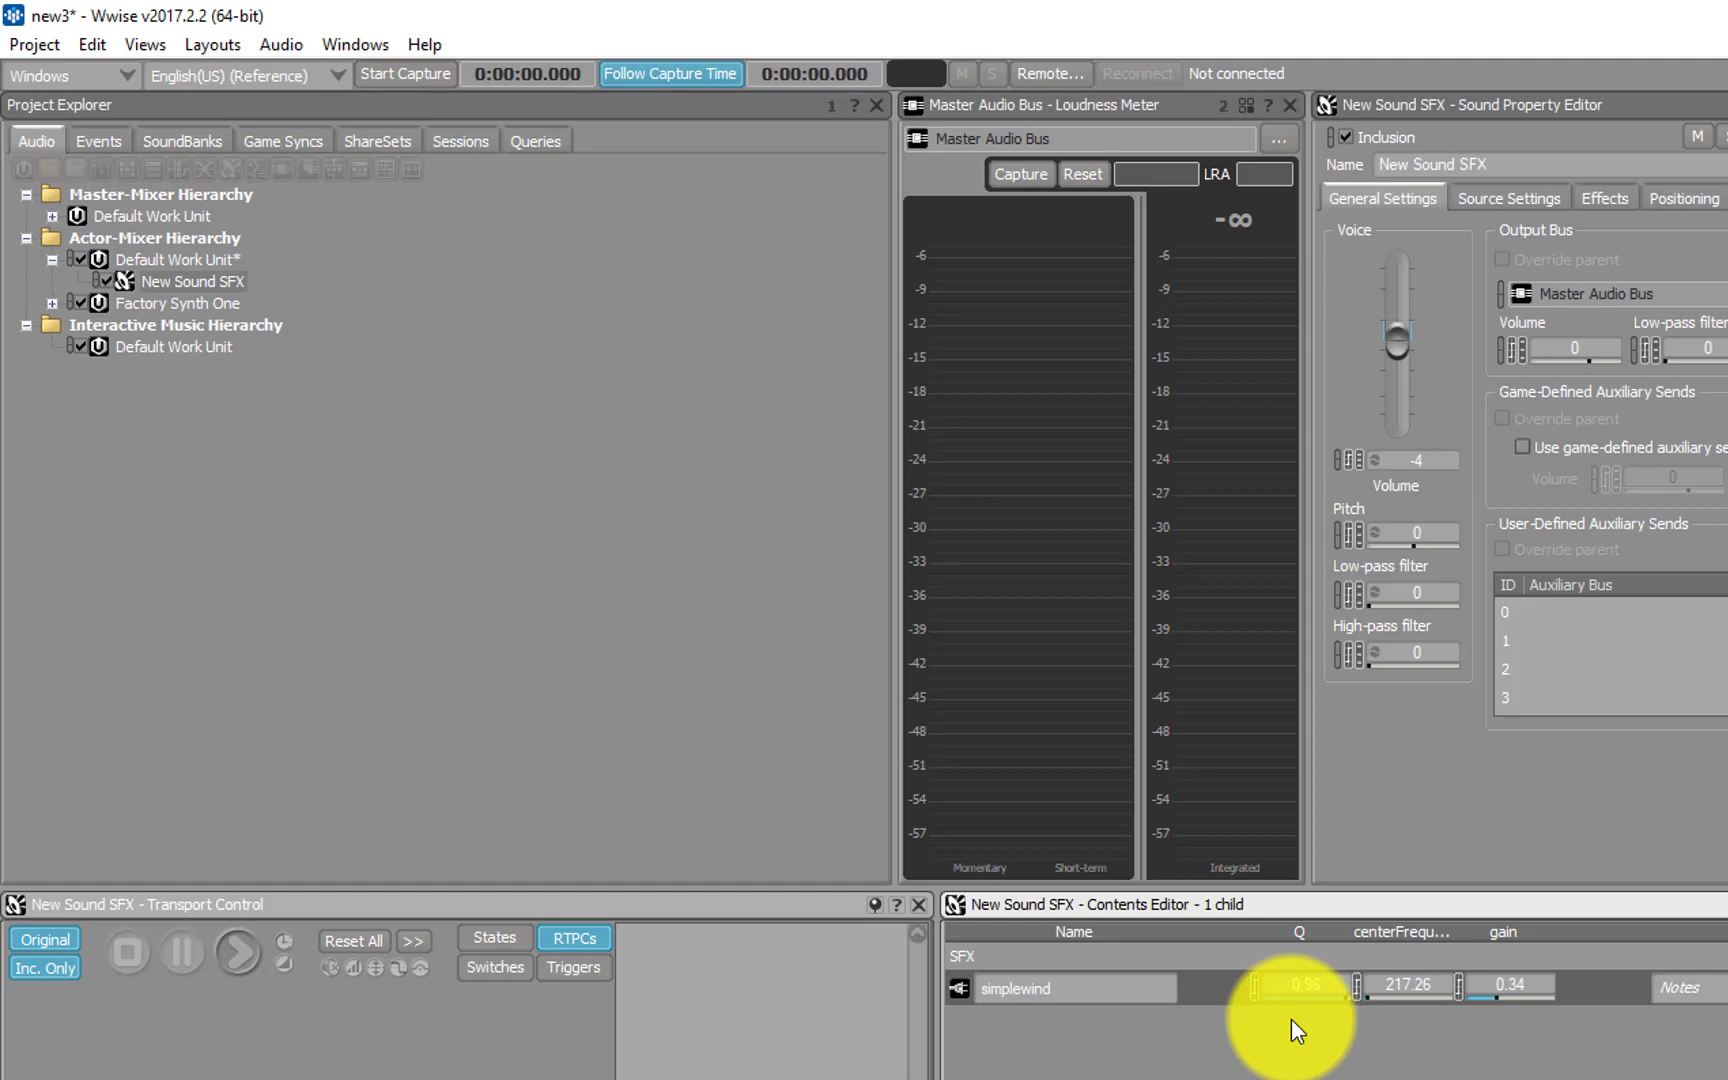 new3* - Wwise v2017.2.2 (64-bit)
Project Edit Views Layouts Audio Windows Help
Windows English(US) (Reference) Start Capture 0:00:00.000 Follow Capture Time 0:00:00.000 M S Remote... Reconnect Not connected
Project Explorer 1 ?
Audio Events SoundBanks Game Syncs ShareSets Sessions Queries
Master-Mixer Hierarchy
Default Work Unit
Actor-Mixer Hierarchy
Default Work Unit*
New Sound SFX
Factory Synth One
Interactive Music Hierarchy
Default Work Unit
Master Audio Bus - Loudness Meter 2 ?
Master Audio Bus ...
Capture Reset LRA
-∞
-6 -6
-9 -9
-12 -12
-15 -15
-18 -18
-21 -21
-24 -24
-27 -27
-30 -30
-33 -33
-36 -36
-39 -39
-42 -42
-45 -45
-48 -48
-51 -51
-54 -54
-57 -57
Momentary Short-term Integrated
New Sound SFX - Sound Property Editor
Inclusion M
Name New Sound SFX
General Settings Source Settings Effects Positioning
Voice
-4
Volume
Pitch
0
Low-pass filter
0
High-pass filter
0
Output Bus
Override parent
Master Audio Bus
Volume Low-pass filter
0 0
Game-Defined Auxiliary Sends
Override parent
Use game-defined auxiliary se
Volume 0
User-Defined Auxiliary Sends
Override parent
ID Auxiliary Bus
0
1
2
3
New Sound SFX - Transport Control ?
Original
Inc. Only
Reset All >>
States RTPCs
Switches Triggers
New Sound SFX - Contents Editor - 1 child
Name Q centerFrequ... gain
SFX
simplewind 0.96 217.26 0.34 Notes